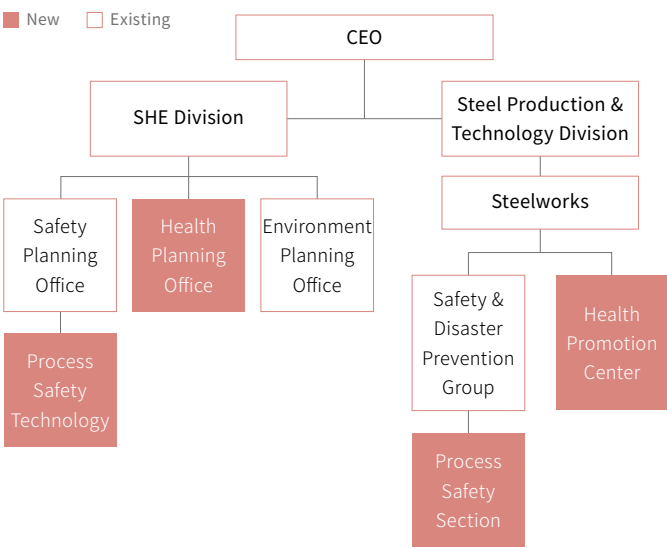 New
Existing
CEO
SHE Division
Steel Production &
Technology Division
Steelworks
Safety
Planning
Office
Health
Planning
Office
Environment
Planning
Office
Process
Safety
Technology
Safety &
Disaster
Prevention
Group
Health
Promotion
Center
Process
Safety
Section